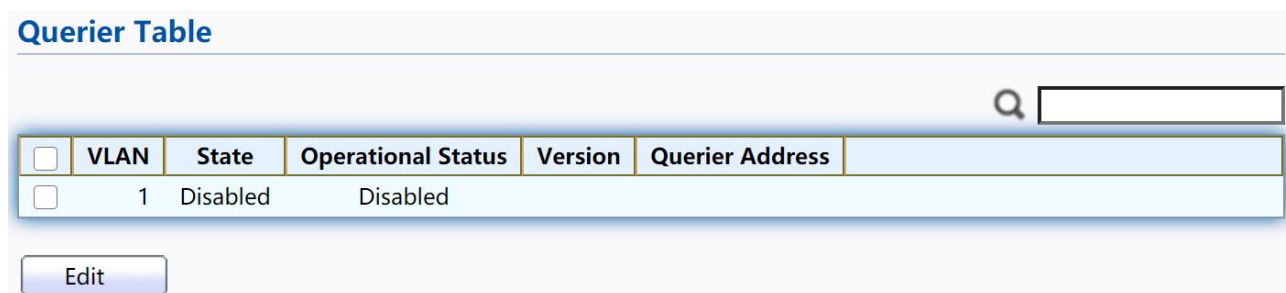 Querier Table
VLAN State Operational Status Version Querier Address
1 Disabled Disabled
Edit